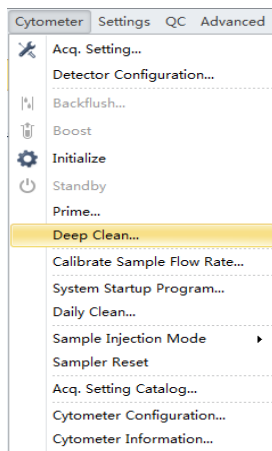 Cytometer Settings QC Advanced
Acq. Setting...
Detector Configuration...
Backflush...
Boost
Initialize
Standby
Prime...
Deep Clean...
Calibrate Sample Flow Rate...
System Startup Program...
Daily Clean...
Sample Injection Mode
Sampler Reset
Acq. Setting Catalog...
Cytometer Configuration...
Cytometer Information...